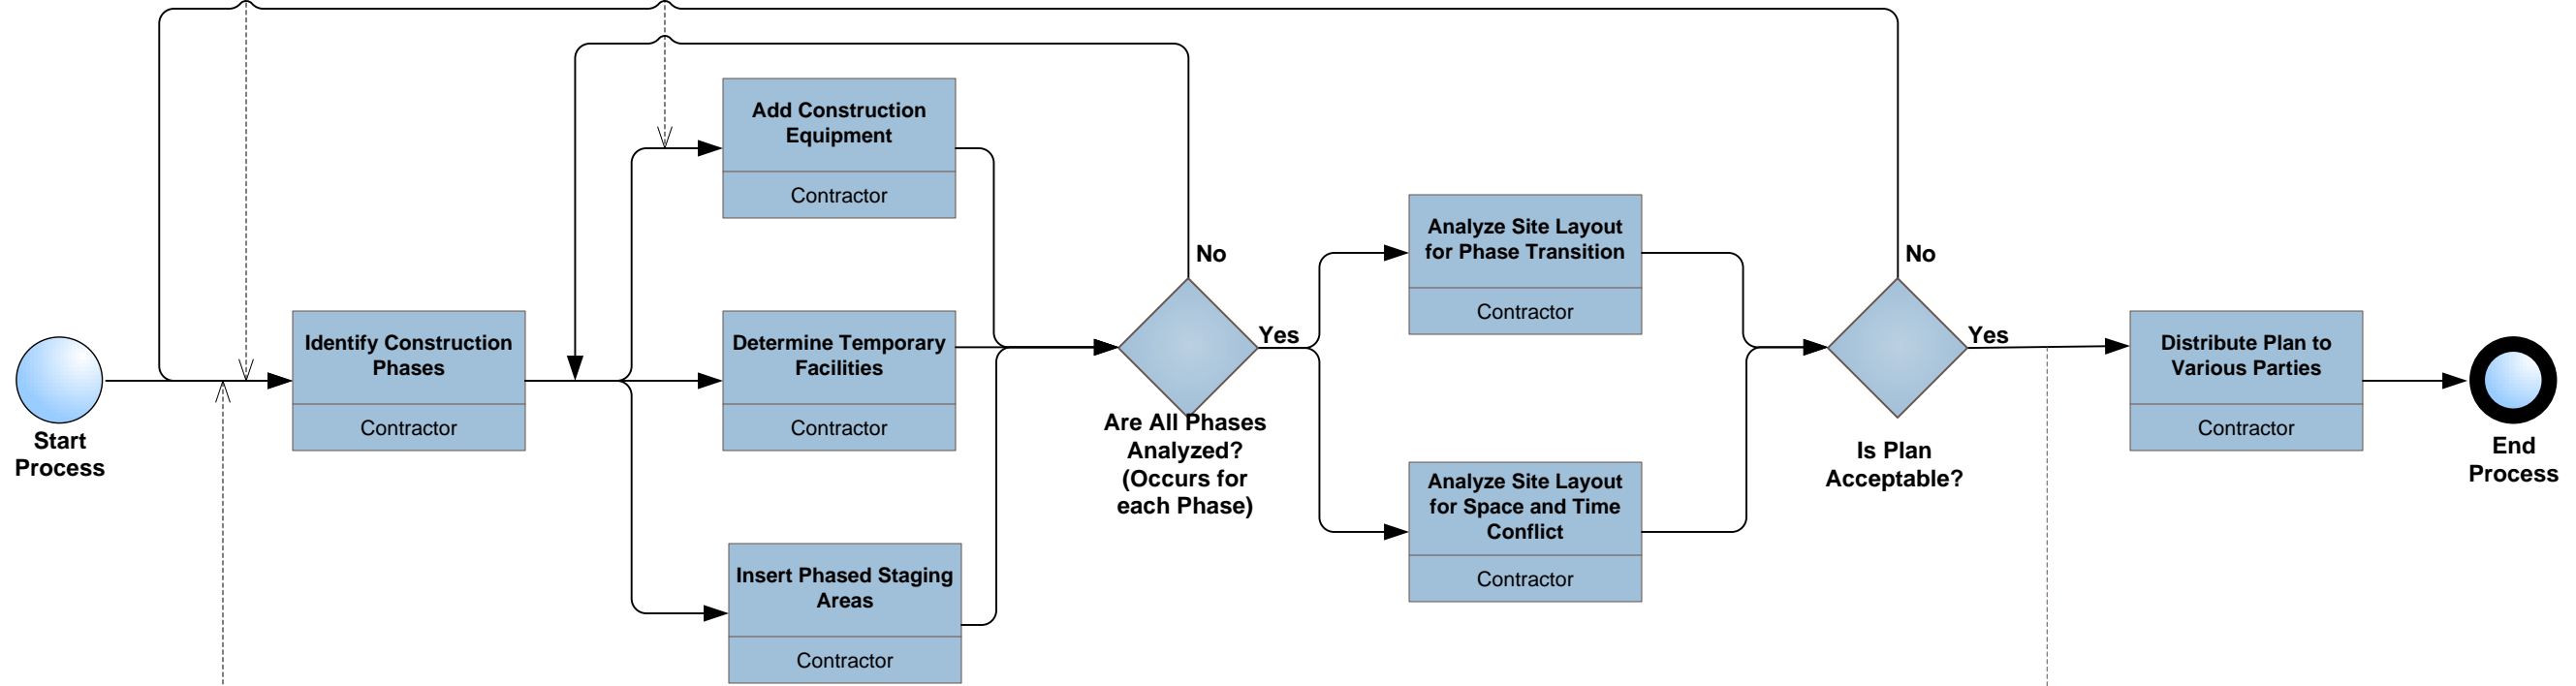 Start
Process
Identify Construction
Phases
Contractor
Add Construction
Equipment
Contractor
Determine Temporary
Facilities
Contractor
Insert Phased Staging
Areas
Contractor
No
Yes
Are All Phases
Analyzed?
(Occurs for
each Phase)
Analyze Site Layout
for Phase Transition
Contractor
Analyze Site Layout
for Space and Time
Conflict
Contractor
No
Yes
Is Plan
Acceptable?
Distribute Plan to
Various Parties
Contractor
End
Process